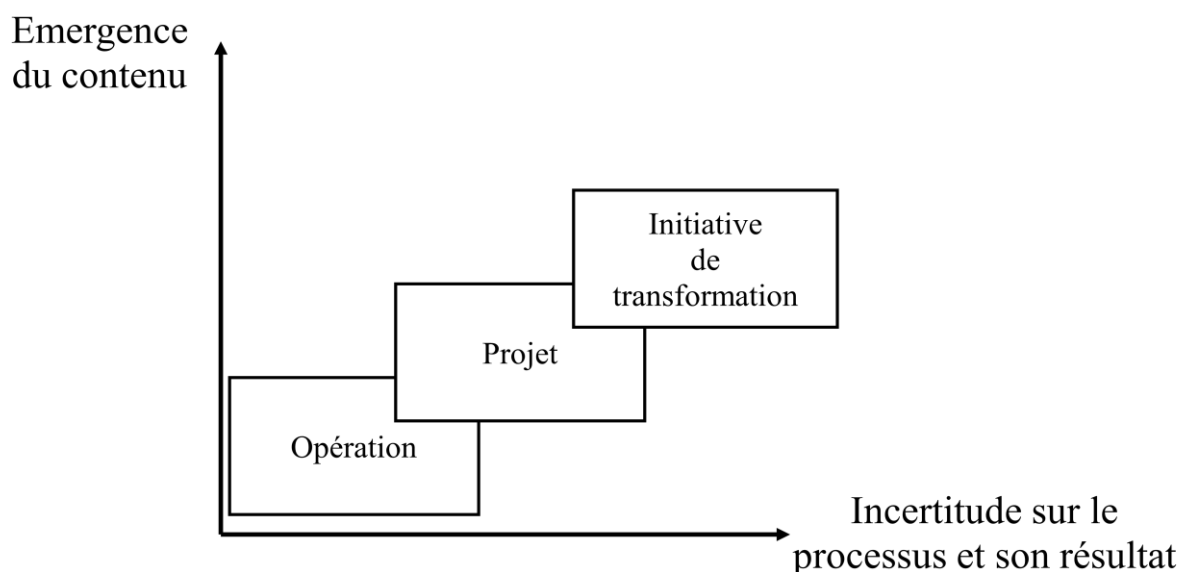 Emergence
du contenu
Initiative
de
transformation
Projet
Opération
Incertitude sur le
processus et son résultat